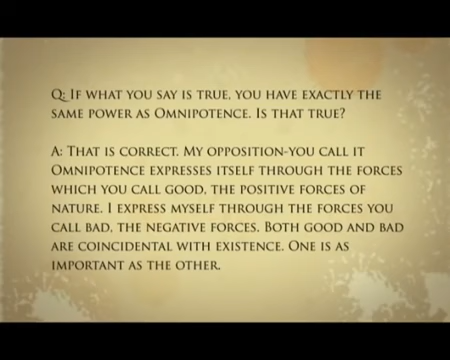 Q: If what you say is true, you have exactly the
same power as Omnipotence. Is that true?
A: That is correct. My opposition-you call it
Omnipotence expresses itself through the forces
which you call good, the positive forces of
nature. I express myself through the forces you
call bad, the negative forces. Both good and bad
are coincidental with existence. One is as
important as the other.